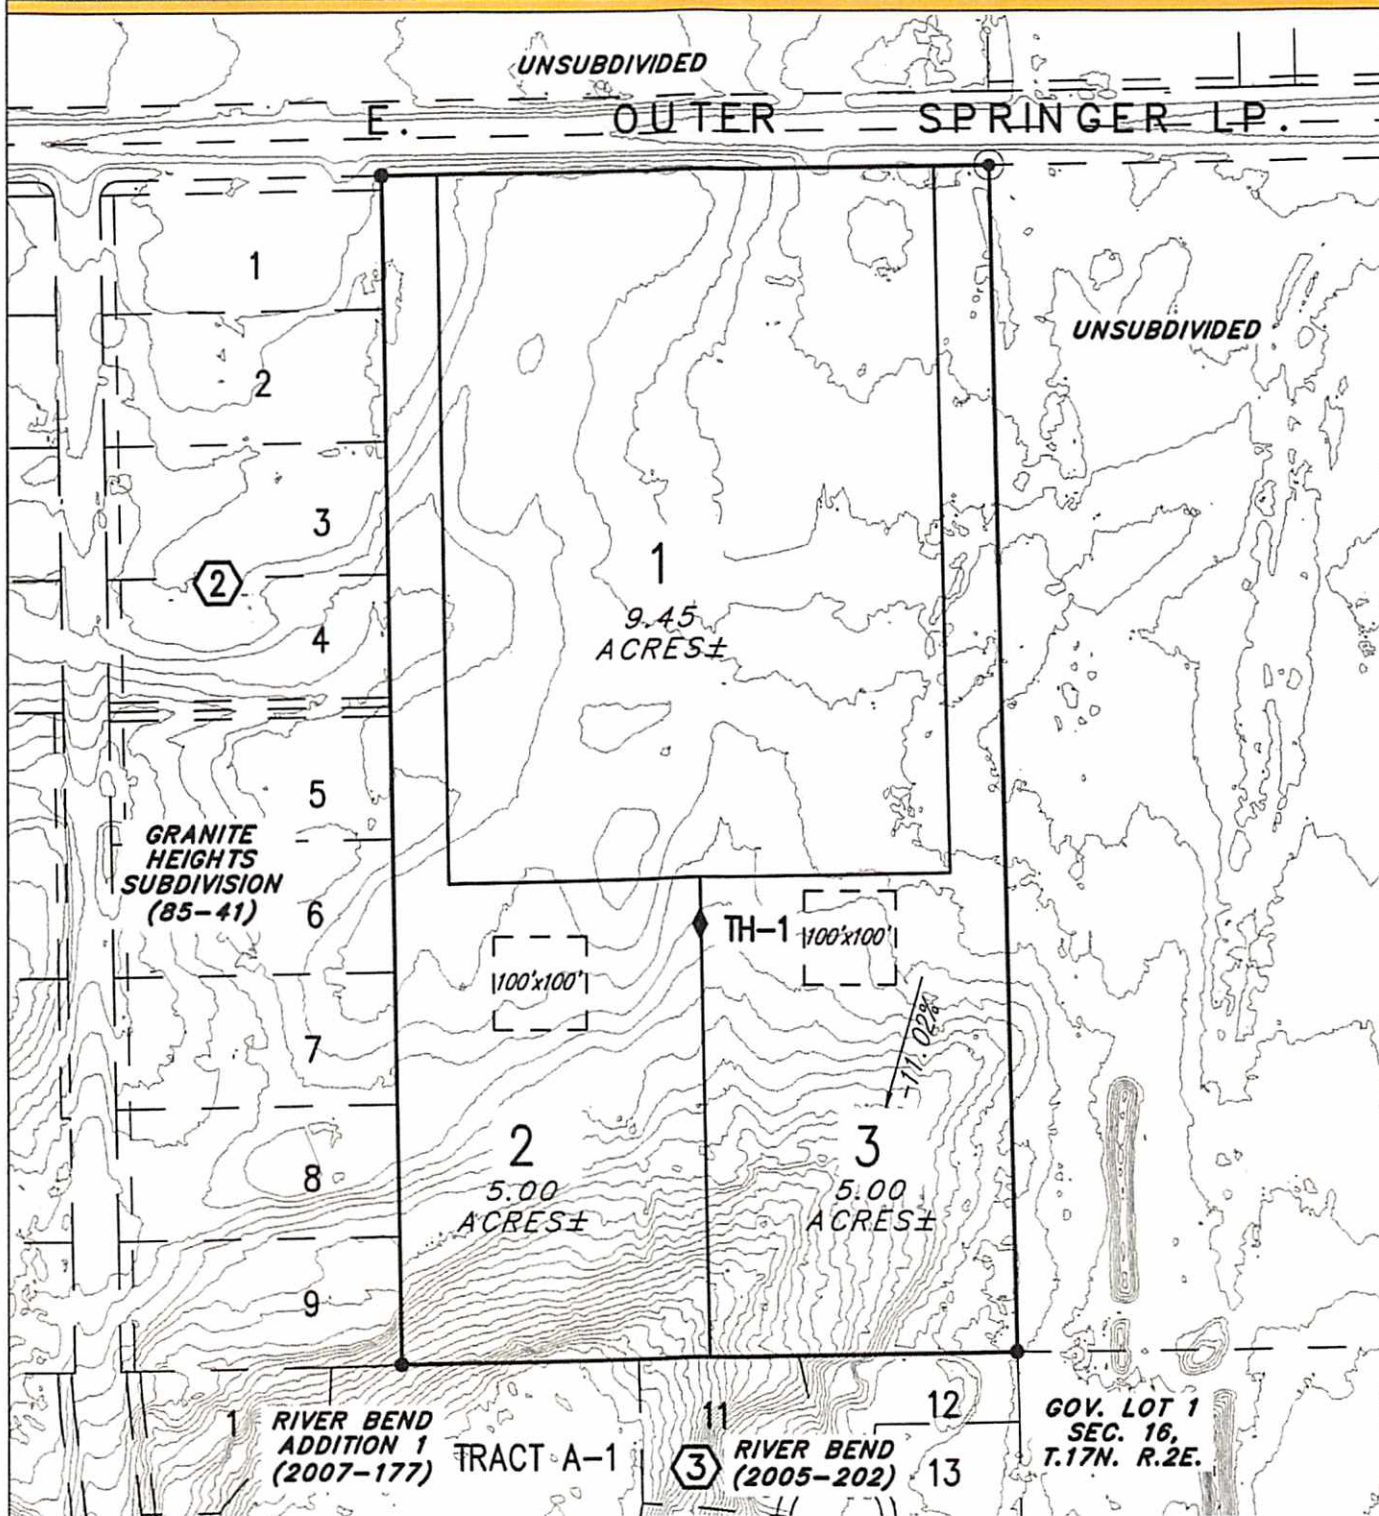 UNSUBDIVIDED
E. OUTER SPRINGER LP.
1
UNSUBDIVIDED
2
3
2
4
1
9.45
ACRES±
5
GRANITE
HEIGHTS
SUBDIVISION
(85-41)
6
TH-1
100'x100'
100'x100'
7
-11.02%
2
5.00
ACRES±
3
5.00
ACRES±
8
9
1
RIVER BEND
ADDITION 1
(2007-177)
TRACT A-1
11
3
RIVER BEND
(2005-202)
12
13
GOV. LOT 1
SEC. 16,
T.17N. R.2E.